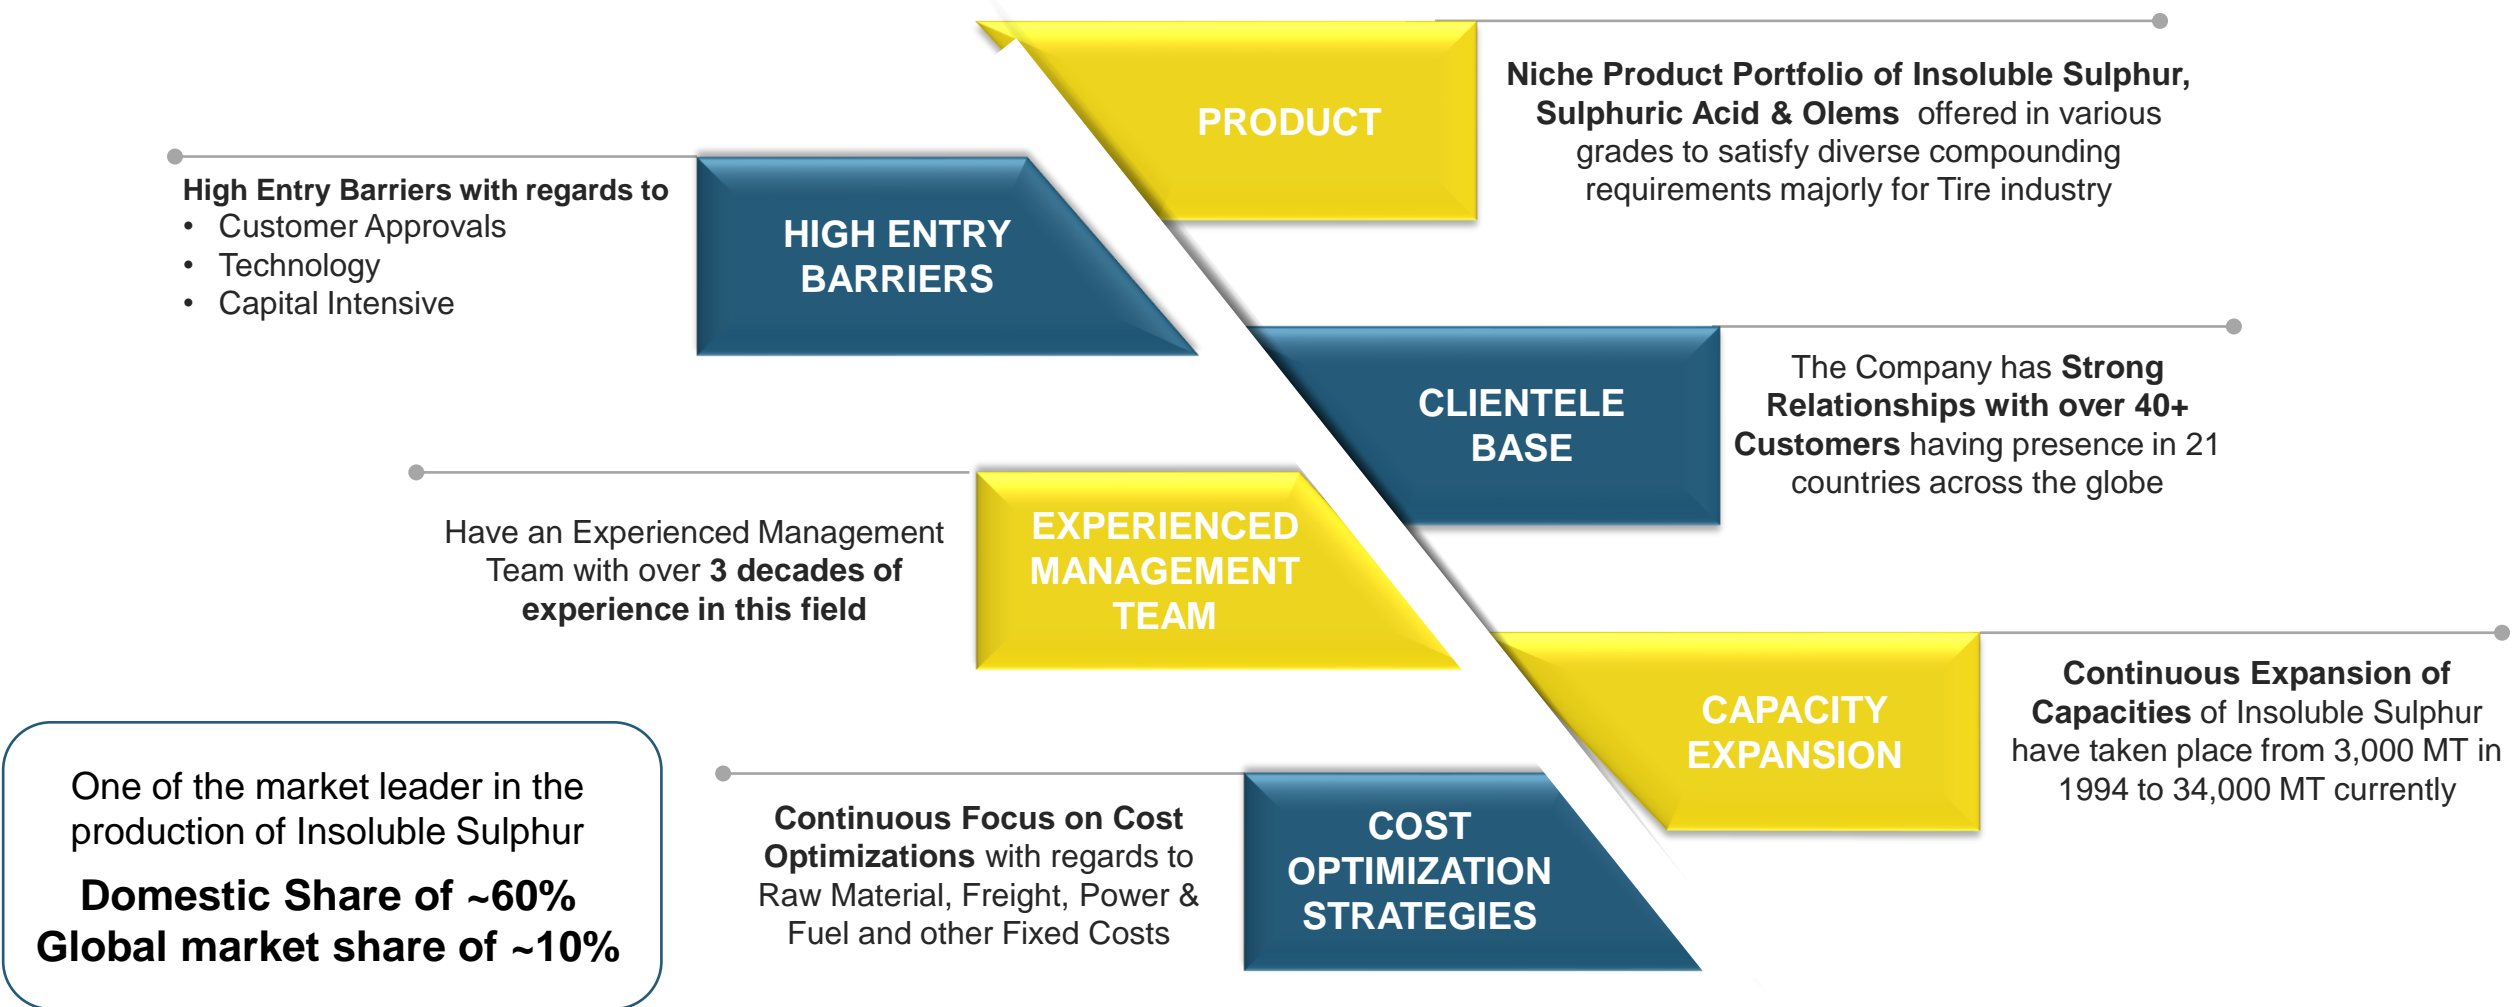 PRODUCT
Niche Product Portfolio of Insoluble Sulphur,
Sulphuric Acid & Olems offered in various
grades to satisfy diverse compounding
requirements majorly for Tire industry
High Entry Barriers with regards to
• Customer Approvals
• Technology
• Capital Intensive
HIGH ENTRY
BARRIERS
CLIENTELE
BASE
The Company has Strong
Relationships with over 40+
Customers having presence in 21
countries across the globe
Have an Experienced Management
Team with over 3 decades of
experience in this field
EXPERIENCED
MANAGEMENT
TEAM
CAPACITY
EXPANSION
Continuous Expansion of
Capacities of Insoluble Sulphur
have taken place from 3,000 MT in
1994 to 34,000 MT currently
One of the market leader in the
production of Insoluble Sulphur
Domestic Share of ~60%
Global market share of ~10%
Continuous Focus on Cost
Optimizations with regards to
Raw Material, Freight, Power &
Fuel and other Fixed Costs
COST
OPTIMIZATION
STRATEGIES